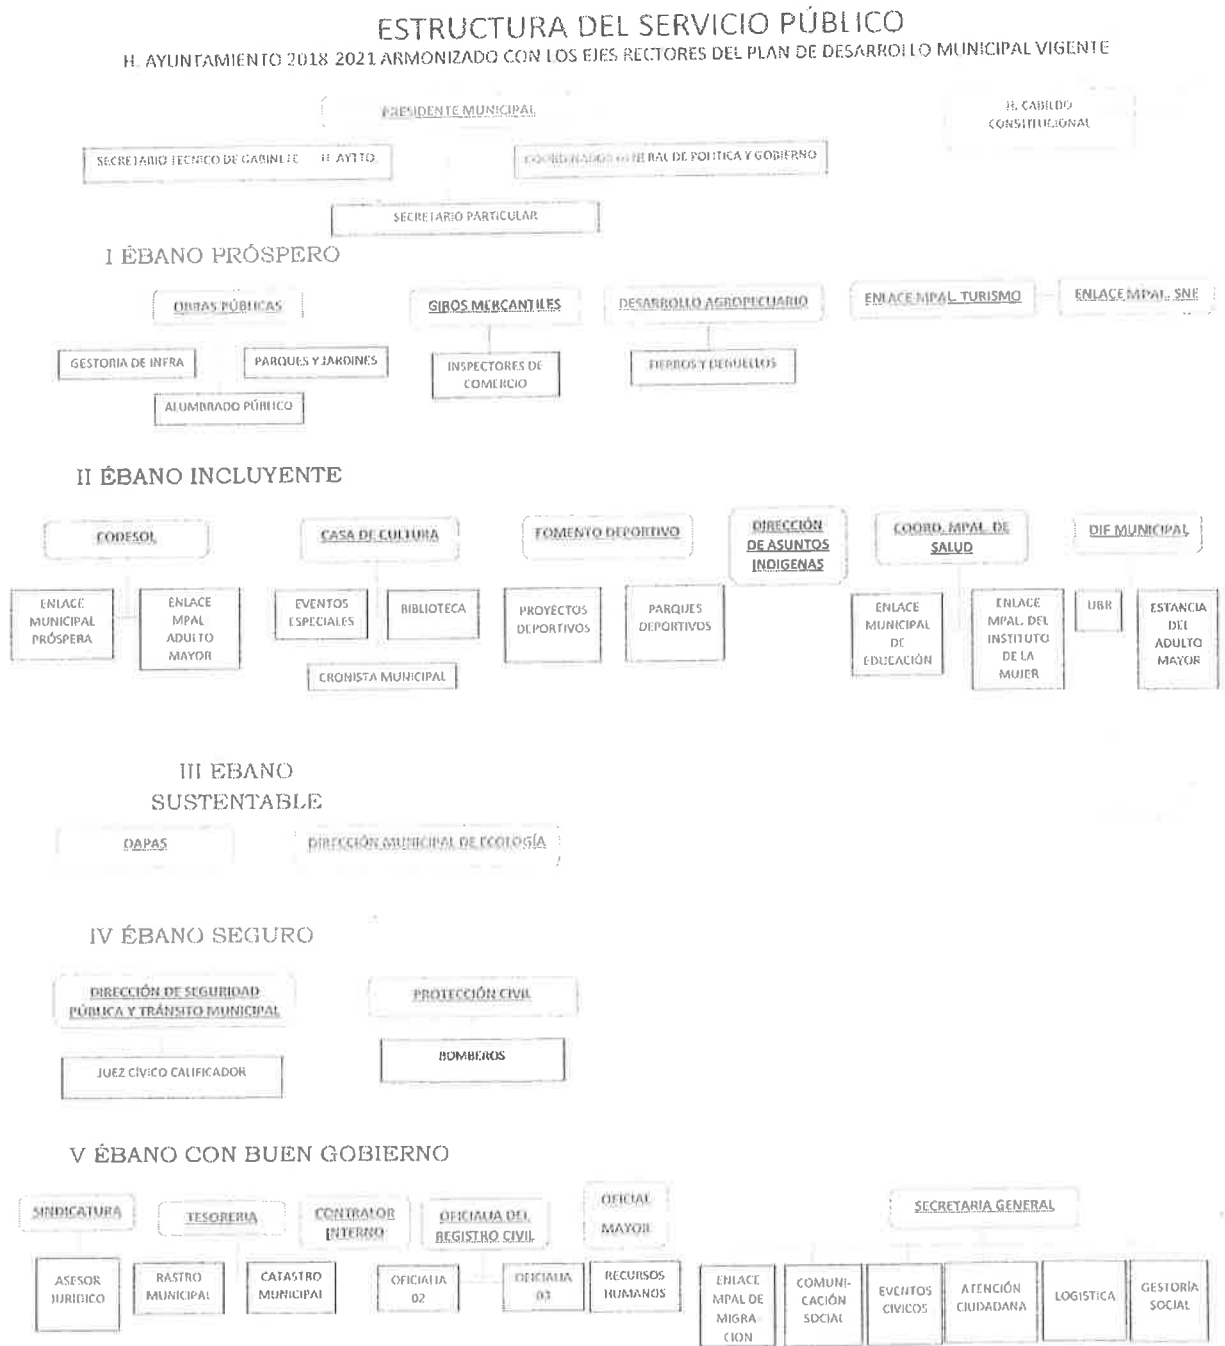 ESTRUCTURA DEL SERVICIO PÚBLICO
H. AYUNTAMIENTO 2018-2021 ARMONIZADO CON LOS EJES RECTORES DEL PLAN DE DESARROLLO MUNICIPAL VIGENTE
PRESIDENTE MUNICIPAL
H. CABILDO
CONSTITUCIONAL
SECRETARIO TECNICO DE GABINETE H. AYTTO.
COORDINADOR GENERAL DE POLITICA Y GOBIERNO
SECRETARIO PARTICULAR
I ÉBANO PRÓSPERO
OBRAS PÚBLICAS
GIROS MERCANTILES
DESARROLLO AGROPECUARIO
ENLACE MPAL. TURISMO
ENLACE MPAL. SNE
GESTORIA DE INFRA
PARQUES Y JARDINES
ALUMBRADO PÚBLICO
INSPECTORES DE
COMERCIO
FIERROS Y DEGUELLOS
II ÉBANO INCLUYENTE
CODESOL
CASA DE CULTURA
FOMENTO DEPORTIVO
DIRECCIÓN
DE ASUNTOS
INDIGENAS
COORD. MPAL. DE
SALUD
DIF MUNICIPAL
ENLACE
MUNICIPAL
PRÓSPERA
ENLACE
MPAL
ADULTO
MAYOR
EVENTOS
ESPECIALES
BIBLIOTECA
CRONISTA MUNICIPAL
PROYECTOS
DEPORTIVOS
PARQUES
DEPORTIVOS
ENLACE
MUNICIPAL
DE
EDUCACIÓN
ENLACE
MPAL. DEL
INSTITUTO
DE LA
MUJER
UBR
ESTANCIA
DEL
ADULTO
MAYOR
III EBANO
SUSTENTABLE
OAPAS
DIRECCIÓN MUNICIPAL DE ECOLOGÍA
IV ÉBANO SEGURO
DIRECCIÓN DE SEGURIDAD
PÚBLICA Y TRÁNSITO MUNICIPAL
PROTECCIÓN CIVIL
JUEZ CÍVICO CALIFICADOR
BOMBEROS
V ÉBANO CON BUEN GOBIERNO
SINDICATURA
TESORERIA
CONTRALOR
INTERNO
OFICIALIA DEL
REGISTRO CIVIL
OFICIAL
MAYOR
SECRETARIA GENERAL
ASESOR
JURIDICO
RASTRO
MUNICIPAL
CATASTRO
MUNICIPAL
OFICIALIA
02
OFICIALIA
03
RECURSOS
HUMANOS
ENLACE
MPAL DE
MIGRA-
CION
COMUNI-
CACIÓN
SOCIAL
EVENTOS
CIVICOS
ATENCIÓN
CIUDADANA
LOGISTICA
GESTORÍA
SOCIAL